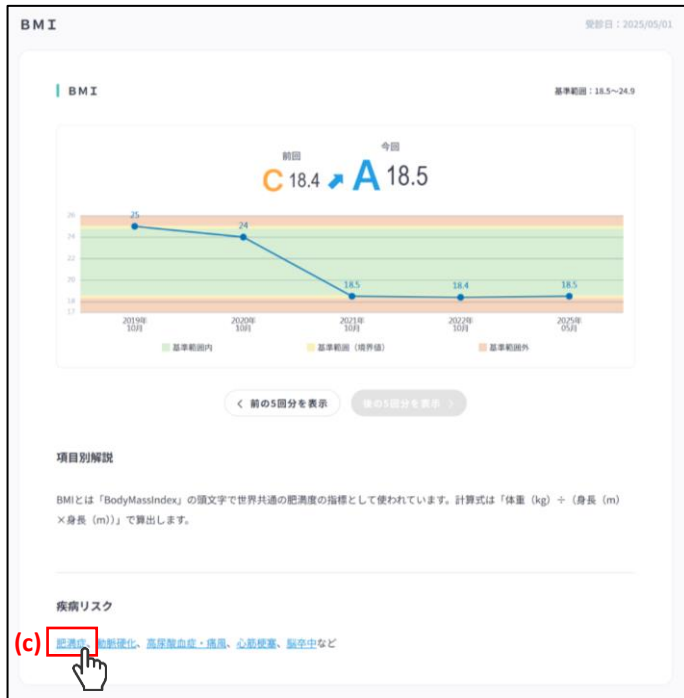 BMI
受診日：2025/05/01
BMI
基準範囲：18.5～24.9
前回
今回
C 18.4 A 18.5
26
24
22
20
18
17
25
24
18.5
18.4
18.5
2019年
10月
2020年
10月
2021年
10月
2022年
10月
2025年
05月
基準範囲内
基準範囲（境界値）
基準範囲外
< 前の5回分を表示
後の5回分を表示 >
項目別解説
BMIとは「BodyMassIndex」の頭文字で世界共通の肥満度の指標として使われています。計算式は「体重（kg）÷（身長（m）
×身長（m））」で算出します。
疾病リスク
(c)
肥満症、動脈硬化、高尿酸血症・痛風、心筋梗塞、脳卒中など